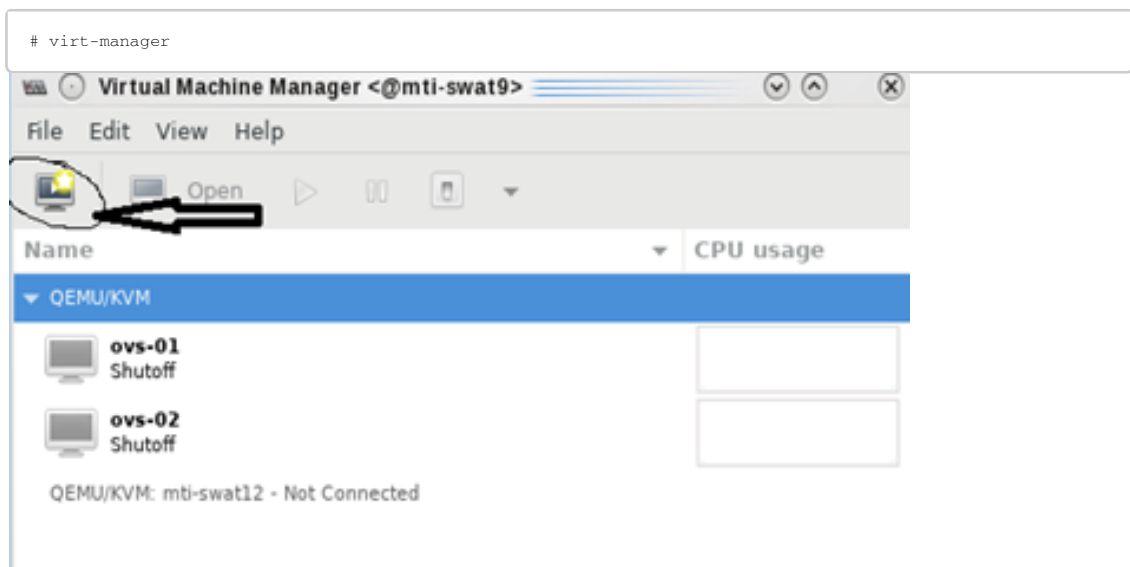 # virt-manager
Virtual Machine Manager <@mti-swat9>
File Edit View Help
Open
Name CPU usage
QEMU/KVM
ovs-01
Shutoff
ovs-02
Shutoff
QEMU/KVM: mti-swat12 - Not Connected